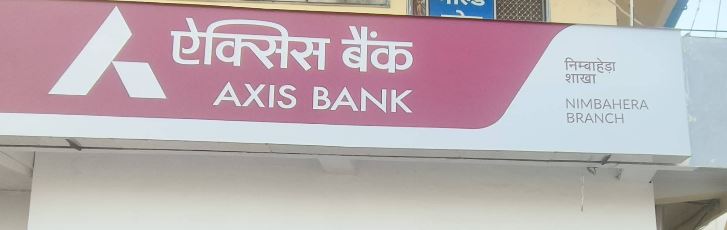 ऐक्सिस बैंक
AXIS BANK
निम्बाहेड़ा
शाखा
NIMBAHERA
BRANCH